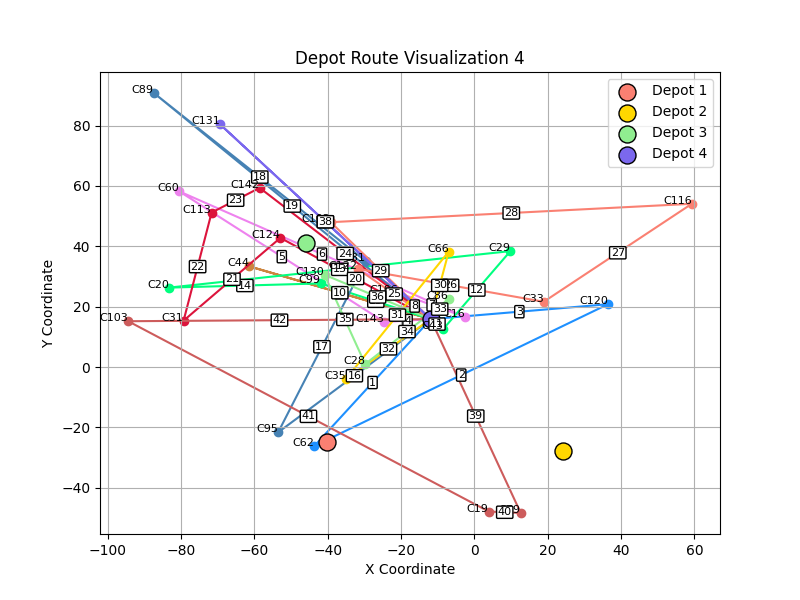 Depot Route Visualization 4
Depot 1
Depot 2
Depot 3
Depot 4
Y Coordinate
80
60
40
20
0
−20
−40
−100
−80
−60
−40
−20
0
20
40
60
X Coordinate
C89
C131
C60
C142
C113
C116
C124
C66
C29
C44
C130
C99
C20
C33
C120
C103
C31
C143
C28
C35
C95
C62
C19
18
23
19
38
28
5
6
24
27
22
21
14
29
20
10
36
25
30
12
8
33
3
42
35
31
34
17
32
16
1
2
41
39
40